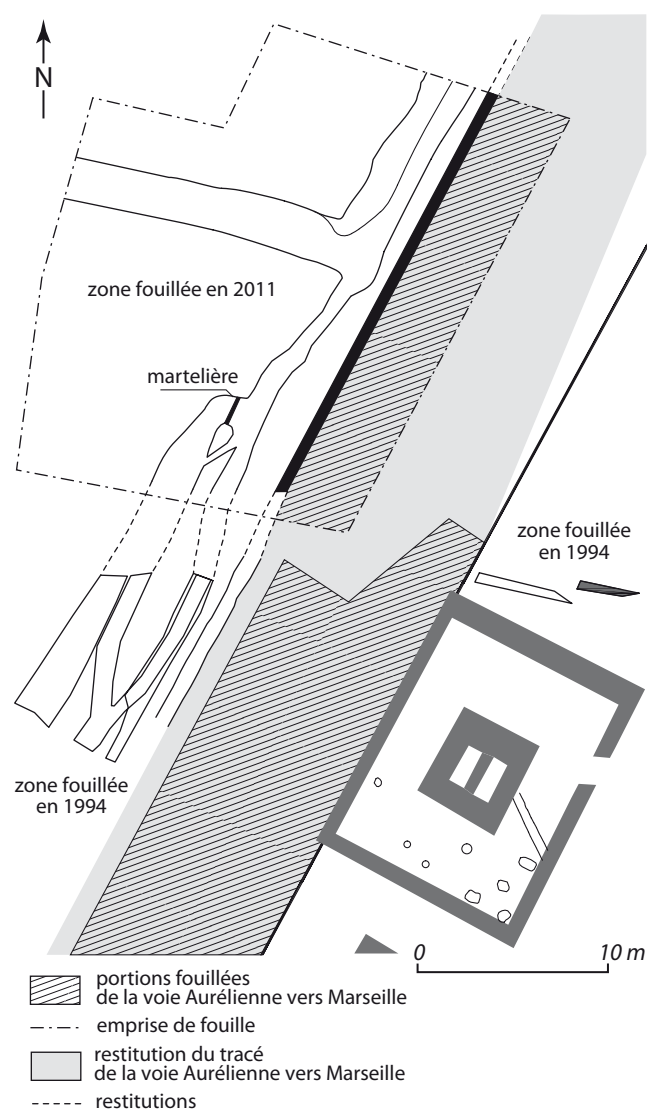 N
zone fouillée en 2011
martelière
zone fouillée
en 1994
zone fouillée
en 1994
0 10 m
portions fouillées
de la voie Aurélienne vers Marseille
emprise de fouille
restitution du tracé
de la voie Aurélienne vers Marseille
restitutions